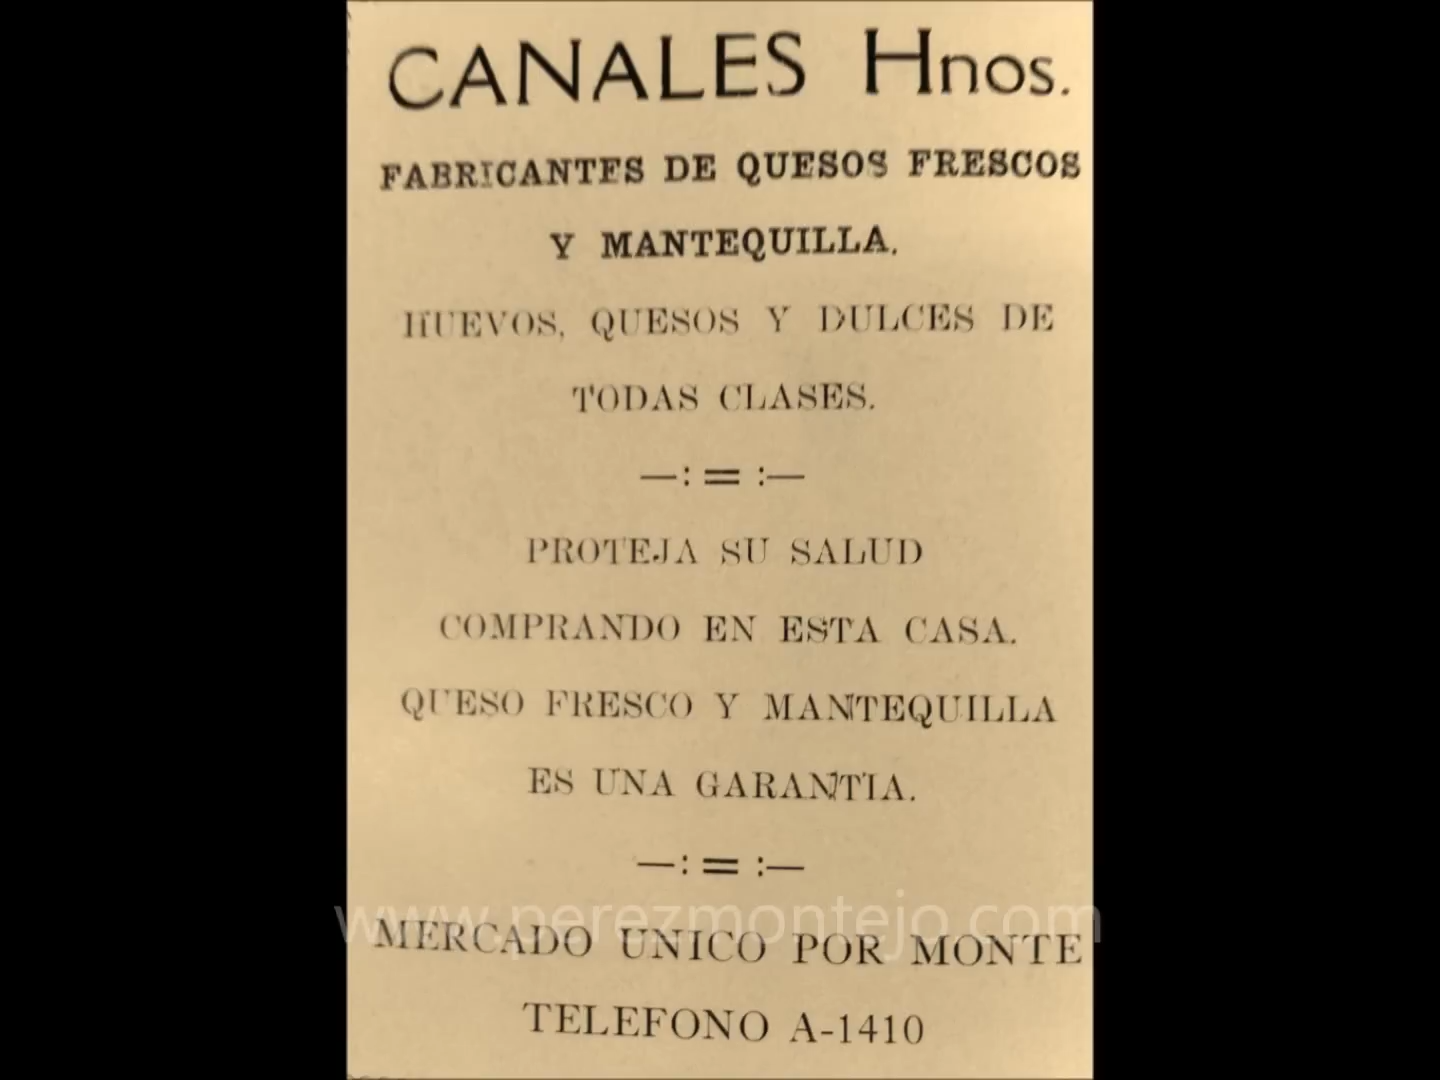 CANALES Hnos.
FABRICANTES DE QUESOS FRESCOS
Y MANTEQUILLA.
HUEVOS, QUESOS Y DULCES DE
TODAS CLASES.
—: = :—
PROTEJA SU SALUD
COMPRANDO EN ESTA CASA.
QUESO FRESCO Y MANTEQUILLA
ES UNA GARANTIA.
—: = :—
www.perezmontejo.com
MERCADO UNICO POR MONTE
TELEFONO A-1410